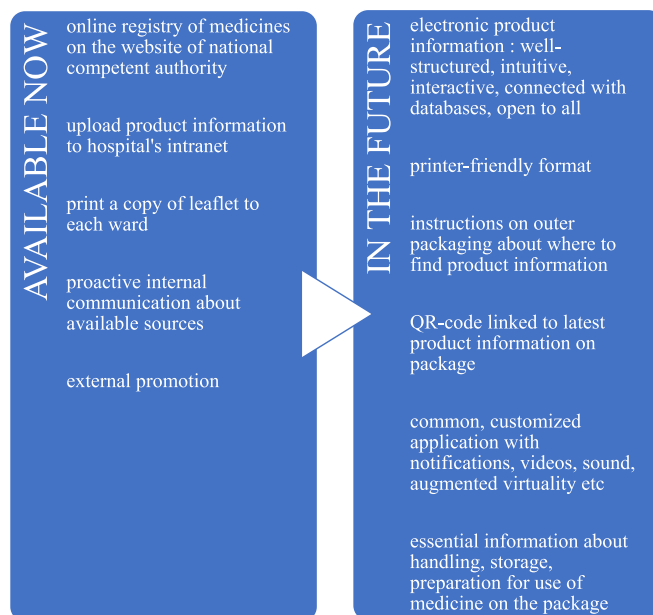 AVAILABLE NOW
online registry of medicines
on the website of national
competent authority
upload product information
to hospital's intranet
print a copy of leaflet to
each ward
proactive internal
communication about
available sources
external promotion
IN THE FUTURE
electronic product
information : well-
structured, intuitive,
interactive, connected with
databases, open to all
printer-friendly format
instructions on outer
packaging about where to
find product information
QR-code linked to latest
product information on
package
common, customized
application with
notifications, videos, sound,
augmented virtuality etc
essential information about
handling, storage,
preparation for use of
medicine on the package